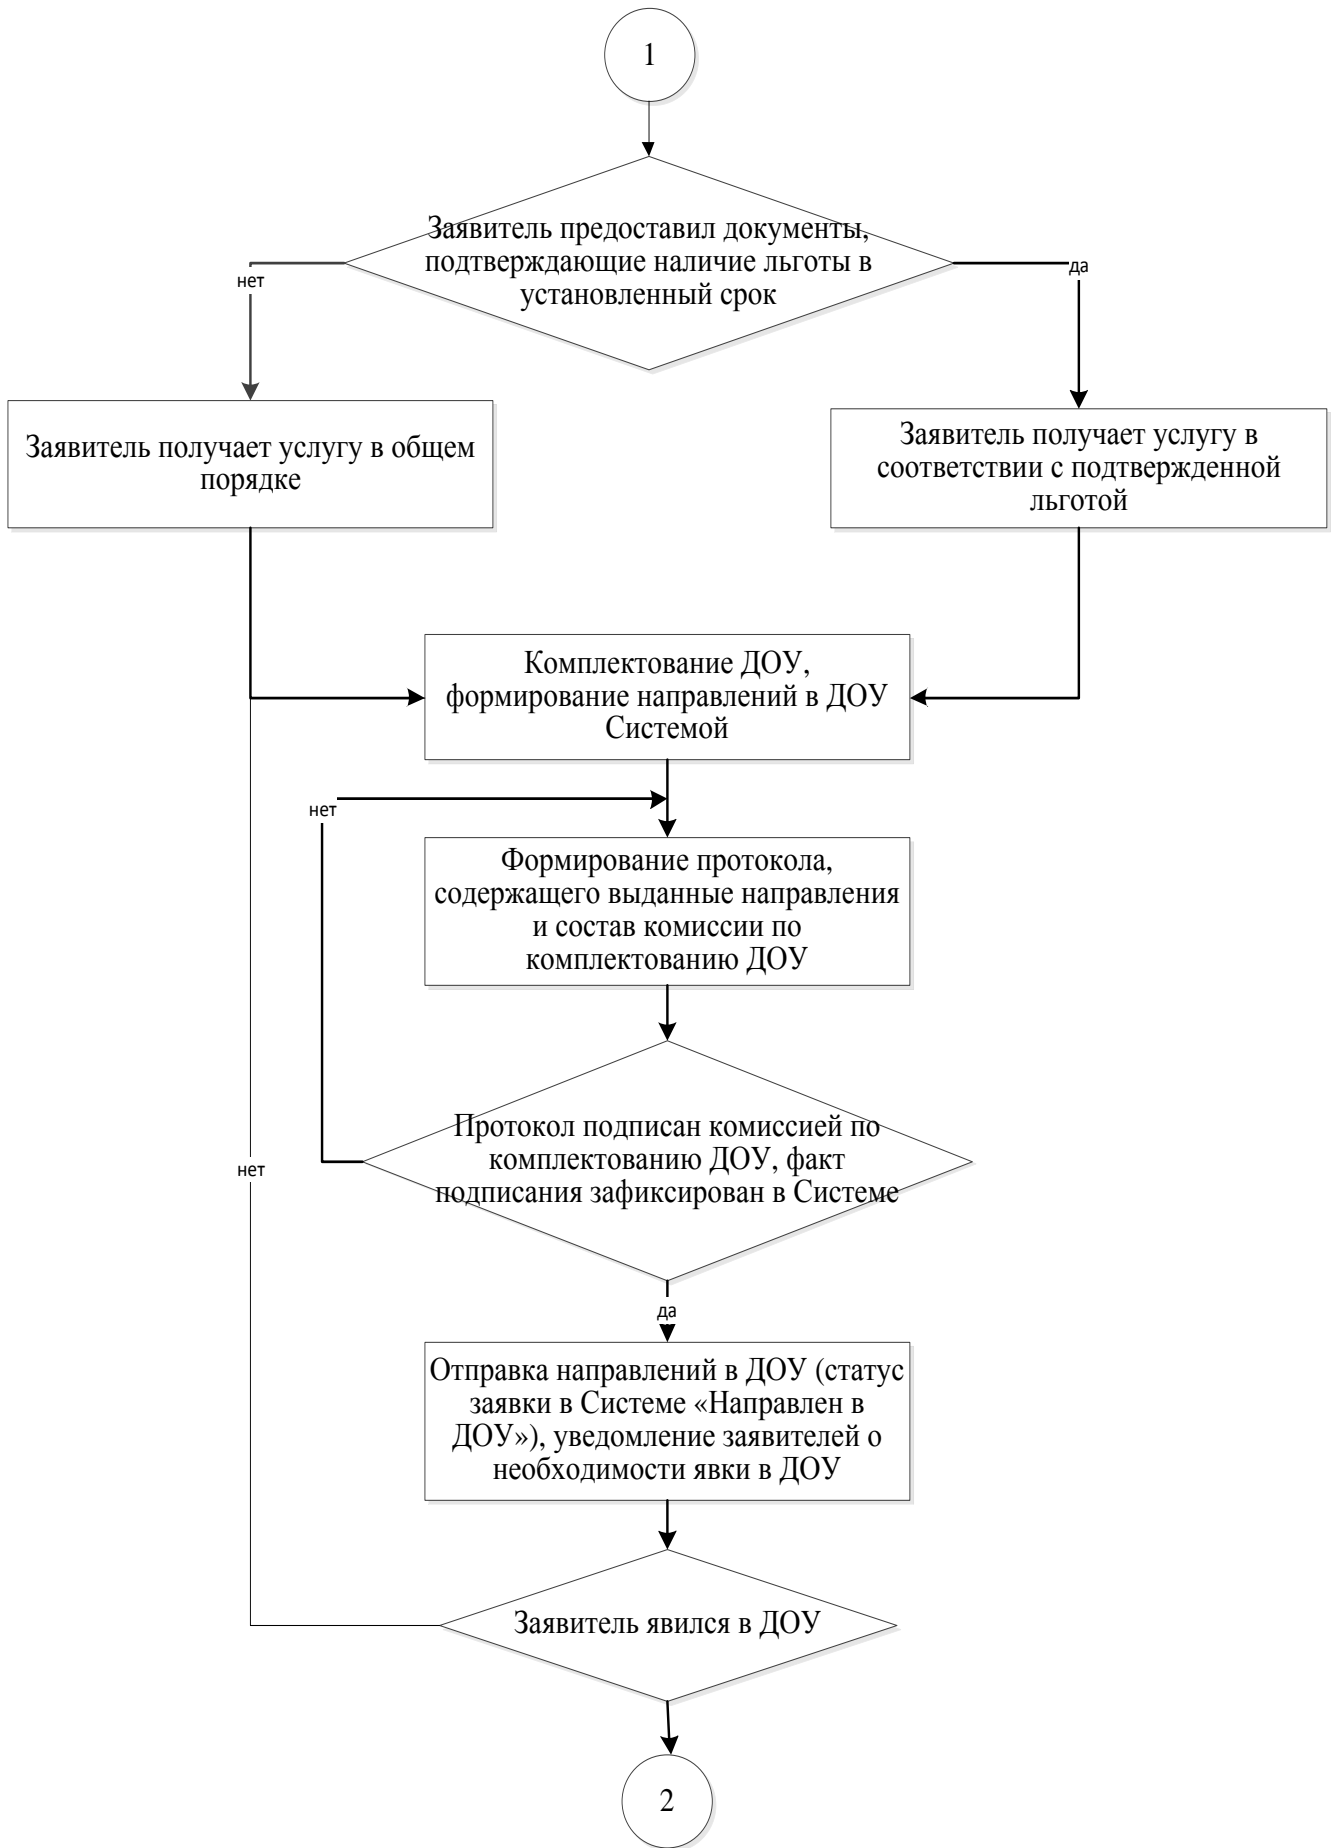 1
Заявитель предоставил документы,
подтверждающие наличие льготы в
установленный срок
нет
да
Заявитель получает услугу в общем
порядке
Заявитель получает услугу в
соответствии с подтвержденной
льготой
Комплектование ДОУ,
формирование направлений в ДОУ
Системой
нет
Формирование протокола,
содержащего выданные направления
и состав комиссии по
комплектованию ДОУ
Протокол подписан комиссией по
комплектованию ДОУ, факт
подписания зафиксирован в Системе
нет
да
Отправка направлений в ДОУ (статус
заявки в Системе «Направлен в
ДОУ»), уведомление заявителей о
необходимости явки в ДОУ
Заявитель явился в ДОУ
2